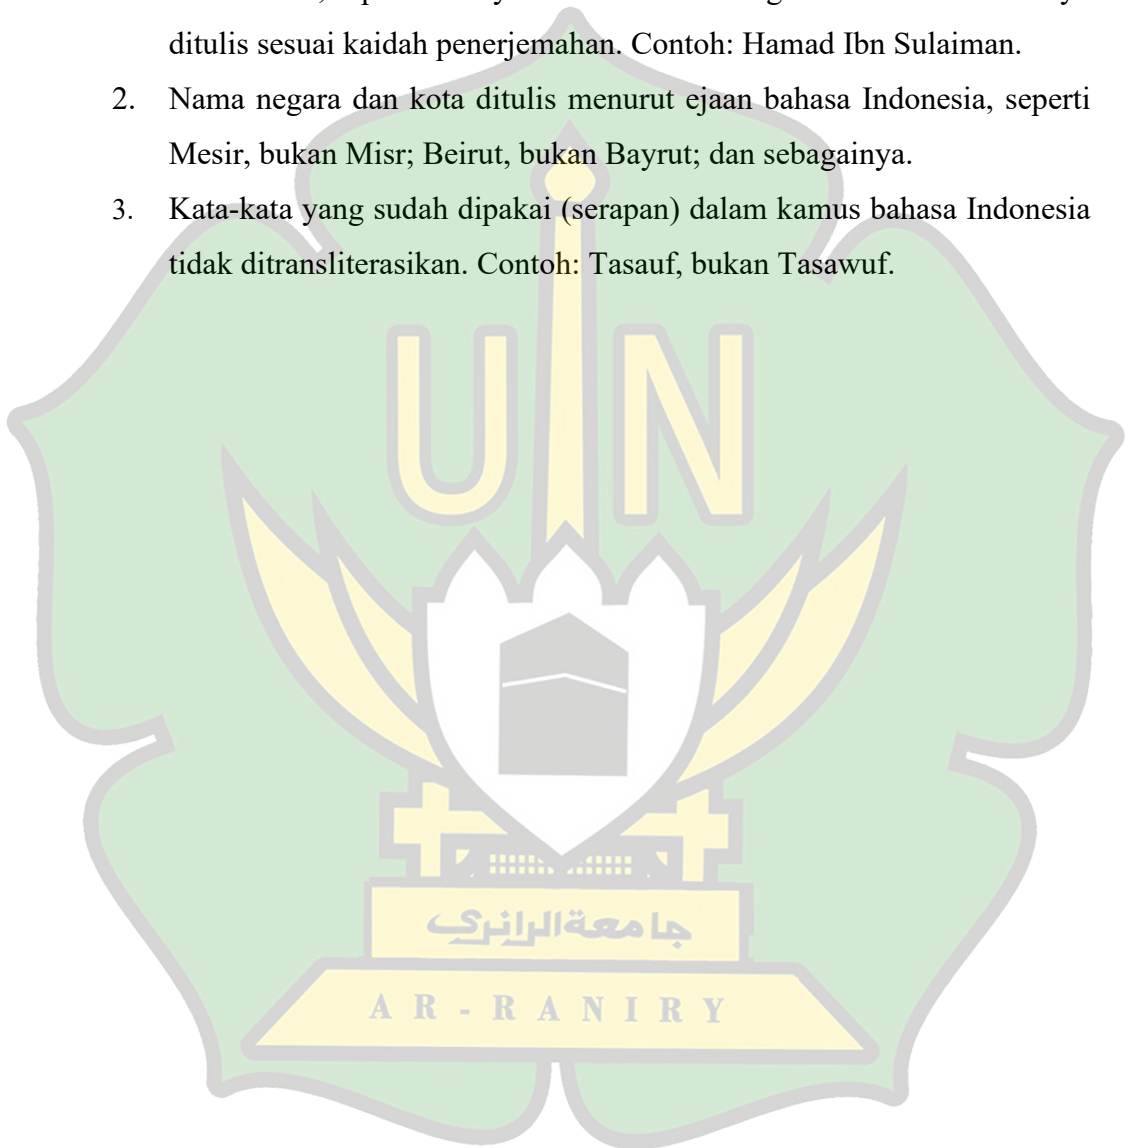 ditulis sesuai kaidah penerjemahan. Contoh: Hamad Ibn Sulaiman.
2. Nama negara dan kota ditulis menurut ejaan bahasa Indonesia, seperti
Mesir, bukan Misr; Beirut, bukan Bayrut; dan sebagainya.
3. Kata-kata yang sudah dipakai (serapan) dalam kamus bahasa Indonesia
tidak ditransliterasikan. Contoh: Tasauf, bukan Tasawuf.
UIN
جامعةالرانري
AR-RANIRY